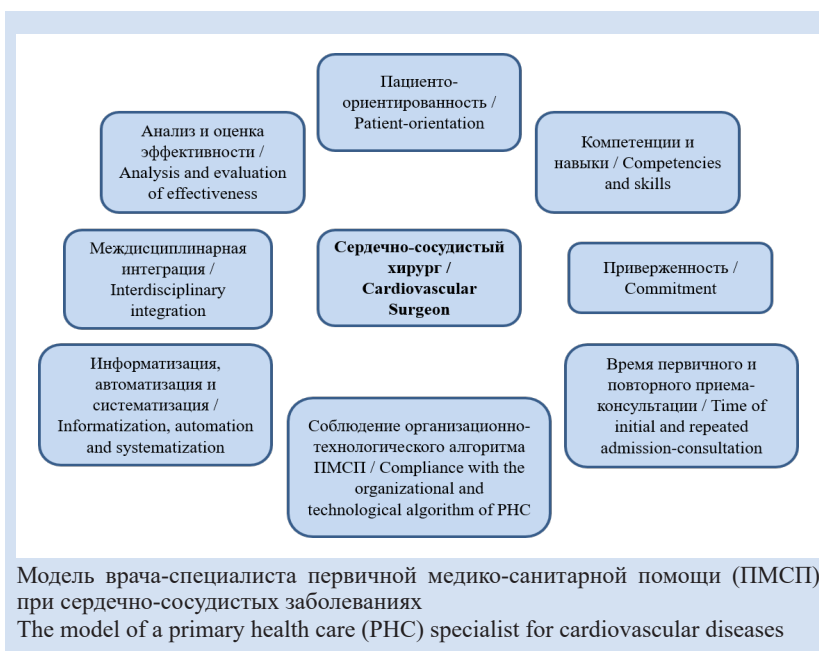 Пациенто-
ориентированность /
Patient-orientation
Анализ и оценка
эффективности /
Analysis and evaluation
of effectiveness
Компетенции и
навыки / Competencies
and skills
Междисциплинарная
интеграция /
Interdisciplinary
integration
Сердечно-сосудистый
хирург /
Cardiovascular
Surgeon
Приверженность /
Commitment
Информатизация,
автоматизация и
систематизация /
Informatization, automation
and systematization
Соблюдение организационно-
технологического алгоритма
ПМСП / Compliance with the
organizational and
technological algorithm of PHC
Время первичного и
повторного приема-
консультации / Time of
initial and repeated
admission-consultation
Модель врача-специалиста первичной медико-санитарной помощи (ПМСП)
при сердечно-сосудистых заболеваниях
The model of a primary health care (PHC) specialist for cardiovascular diseases